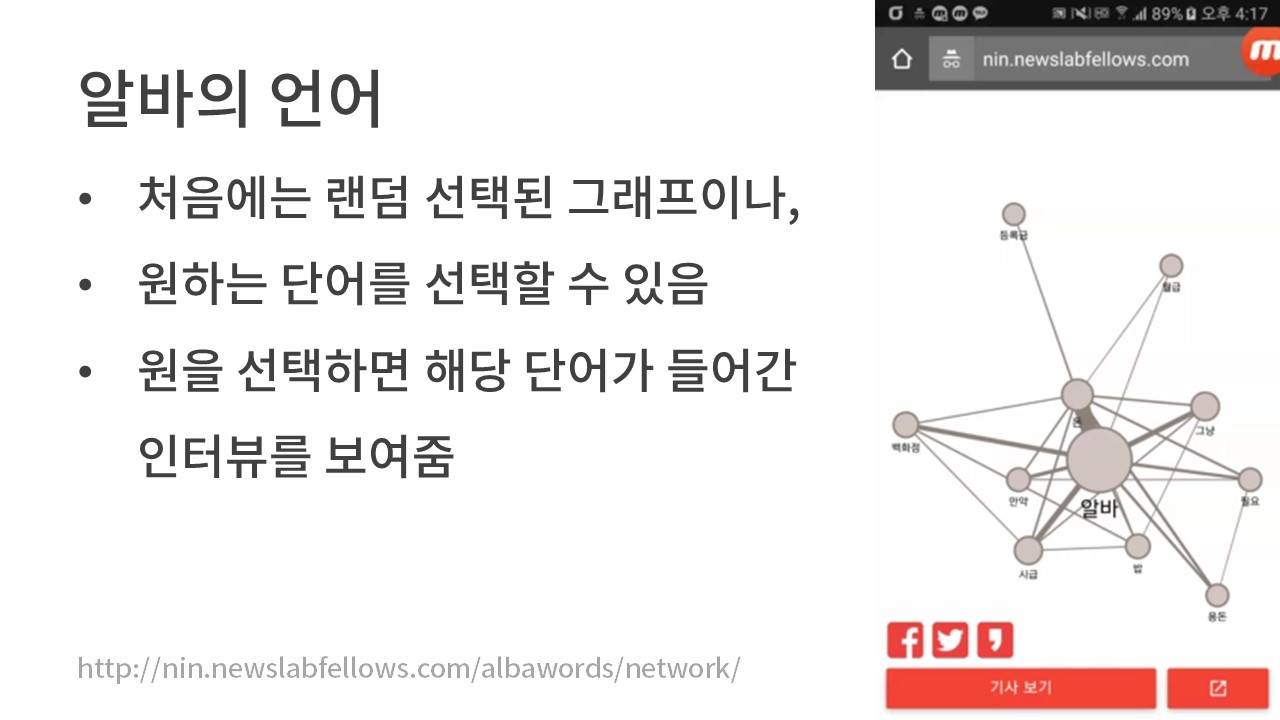 알바의 언어
• 처음에는 랜덤 선택된 그래프이나,
• 원하는 단어를 선택할 수 있음
• 원을 선택하면 해당 단어가 들어간
인터뷰를 보여줌
http://nin.newslabfellows.com/albawords/network/
89% 오후 4:17
nin.newslabfellows.com
등록금
월급
돈
그냥
백화점
만약
필요
알바
시급
밥
용돈
기사 보기